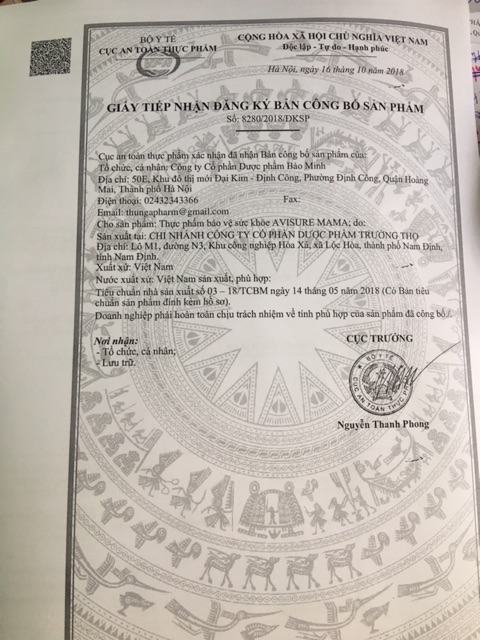 BỘ Y TẾ
CỤC AN TOÀN THỰC PHẨM
CỘNG HÒA XÃ HỘI CHỦ NGHĨA VIỆT NAM
Độc lập - Tự do - Hạnh phúc
Hà Nội, ngày 16 tháng 10 năm 2018
GIẤY TIẾP NHẬN ĐĂNG KÝ BẢN CÔNG BỐ SẢN PHẨM
Số: 8280/2018/ĐKSP
Cục an toàn thực phẩm xác nhận đã nhận Bản công bố sản phẩm của:
Tổ chức, cá nhân: Công ty Cổ phần Dược phẩm Bảo Minh
Địa chỉ: 50E, Khu đô thị mới Đại Kim - Định Công, Phường Định Công, Quận Hoàng
Mai, Thành phố Hà Nội
Điện thoại: 02432343366 Fax:
Email: thungapharm@gmail.com
Cho sản phẩm: Thực phẩm bảo vệ sức khỏe AVISURE MAMA; do:
Sản xuất tại: CHI NHÁNH CÔNG TY CỔ PHẦN DƯỢC PHẨM TRƯỜNG THỌ
Địa chỉ: Lô M1, đường N3, Khu công nghiệp Hòa Xá, xã Lộc Hòa, thành phố Nam Định,
tỉnh Nam Định.
Xuất xứ: Việt Nam
Nước xuất xứ: Việt Nam sản xuất, phù hợp:
Tiêu chuẩn nhà sản xuất số 03 - 18/TCBM ngày 14 tháng 05 năm 2018 (Có Bản tiêu
chuẩn sản phẩm đính kèm hồ sơ).
Doanh nghiệp phải hoàn toàn chịu trách nhiệm về tính phù hợp của sản phẩm đã công bố./.
Nơi nhận:
- Tổ chức, cá nhân;
- Lưu trữ.
CỤC TRƯỞNG
BỘ Y TẾ
CỤC AN TOÀN THỰC PHẨM
Nguyễn Thanh Phong